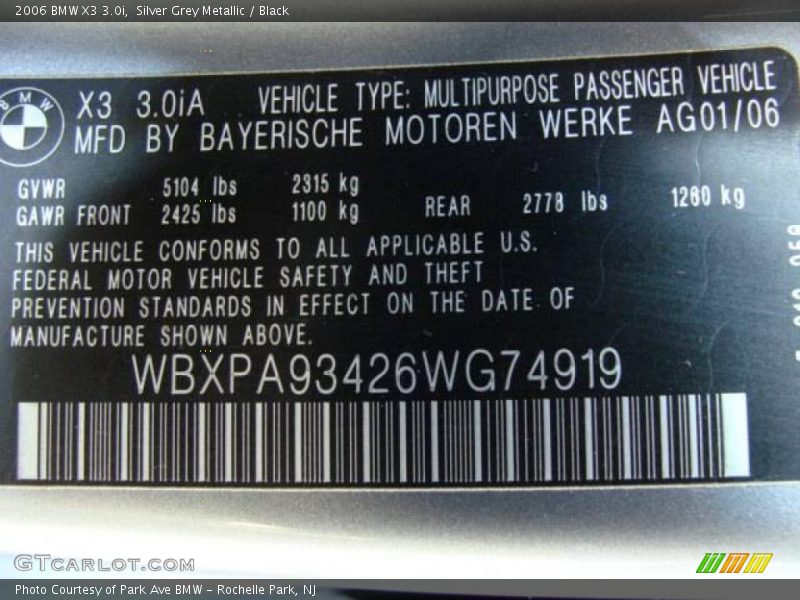 2006 BMW X3 3.0i,  Silver Grey Metallic / Black
BMW
X3 3.0iA VEHICLE TYPE: MULTIPURPOSE PASSENGER VEHICLE
MFD BY BAYERISCHE MOTOREN WERKE AG01/06
GVWR 5104 lbs 2315 kg
GAWR FRONT 2425 lbs 1100 kg REAR 2778 lbs 1260 kg
THIS VEHICLE CONFORMS TO ALL APPLICABLE U.S.
FEDERAL MOTOR VEHICLE SAFETY AND THEFT
PREVENTION STANDARDS IN EFFECT ON THE DATE OF
MANUFACTURE SHOWN ABOVE.
WBXPA93426WG74919
GTCARLOT.COM
Photo Courtesy of Park Ave BMW - Rochelle Park, NJ